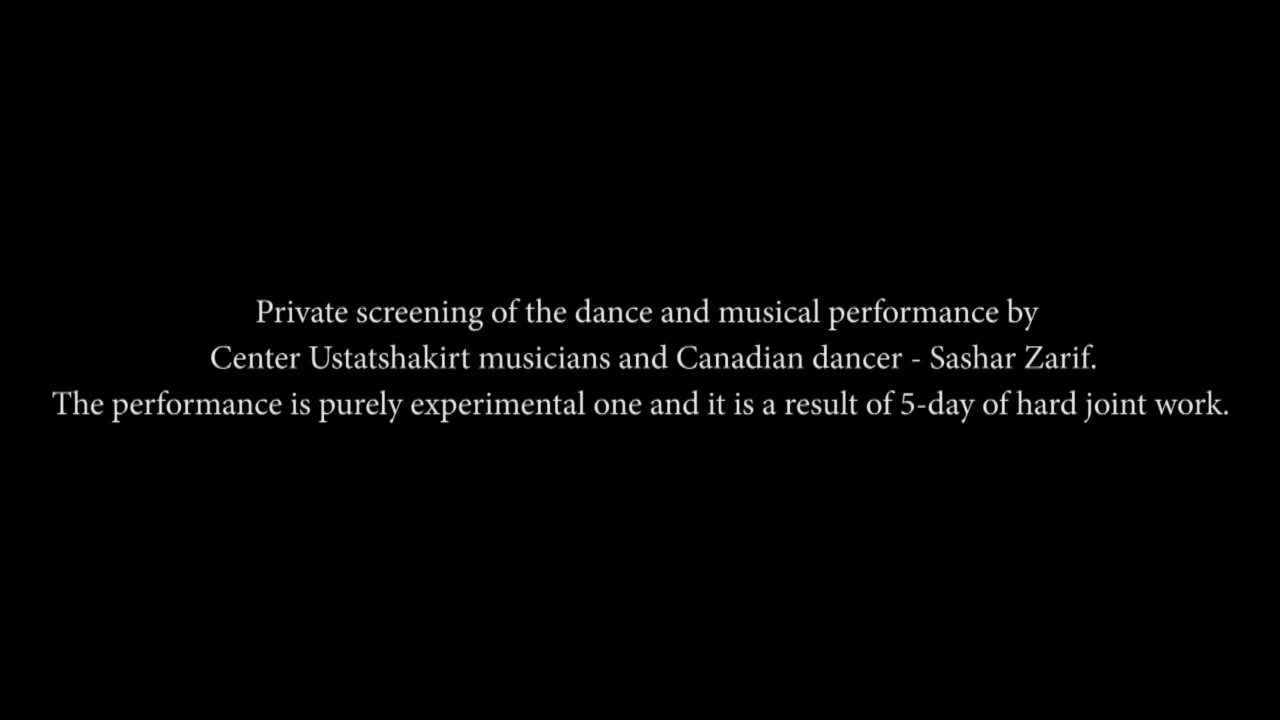 Private screening of the dance and musical performance by
Center Ustatshakirt musicians and Canadian dancer - Sashar Zarif.
The performance is purely experimental one and it is a result of 5-day of hard joint work.